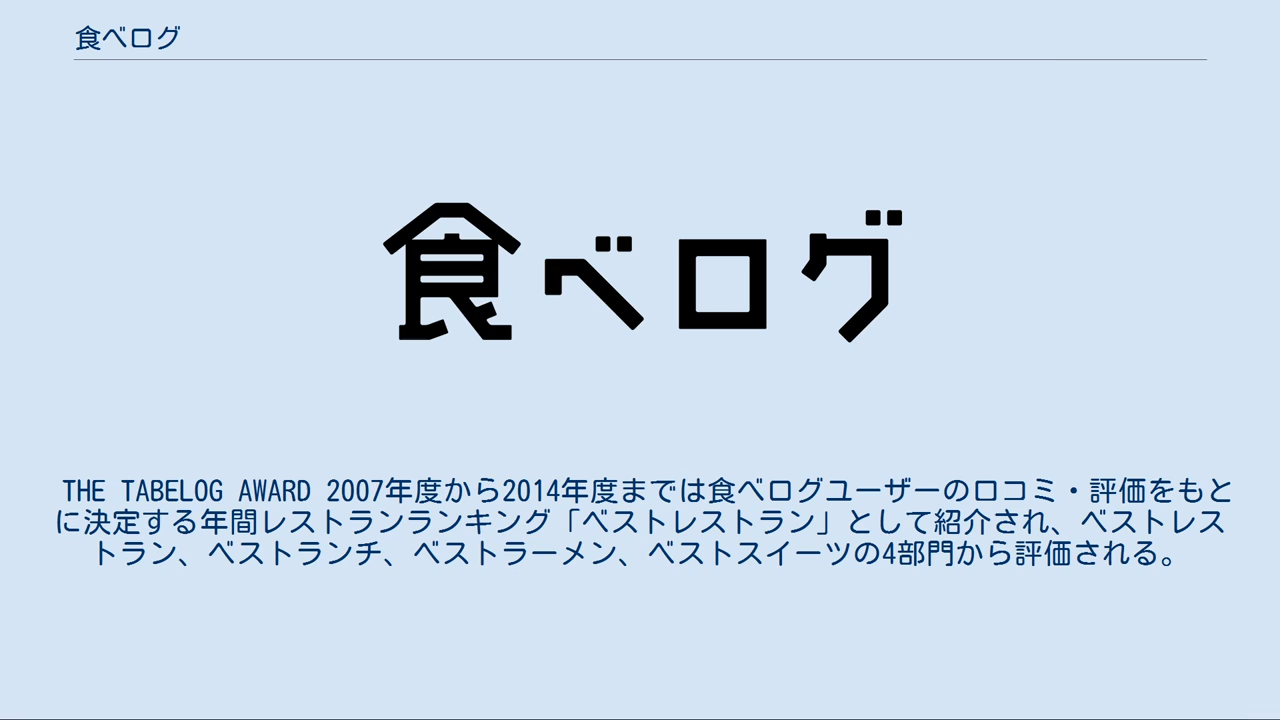 食べログ
食べログ
THE TABELOG AWARD 2007年度から2014年度までは食べログユーザーの口コミ・評価をもと
に決定する年間レストランランキング「ベストレストラン」として紹介され、ベストレス
トラン、ベストランチ、ベストラーメン、ベストスイーツの4部門から評価される。